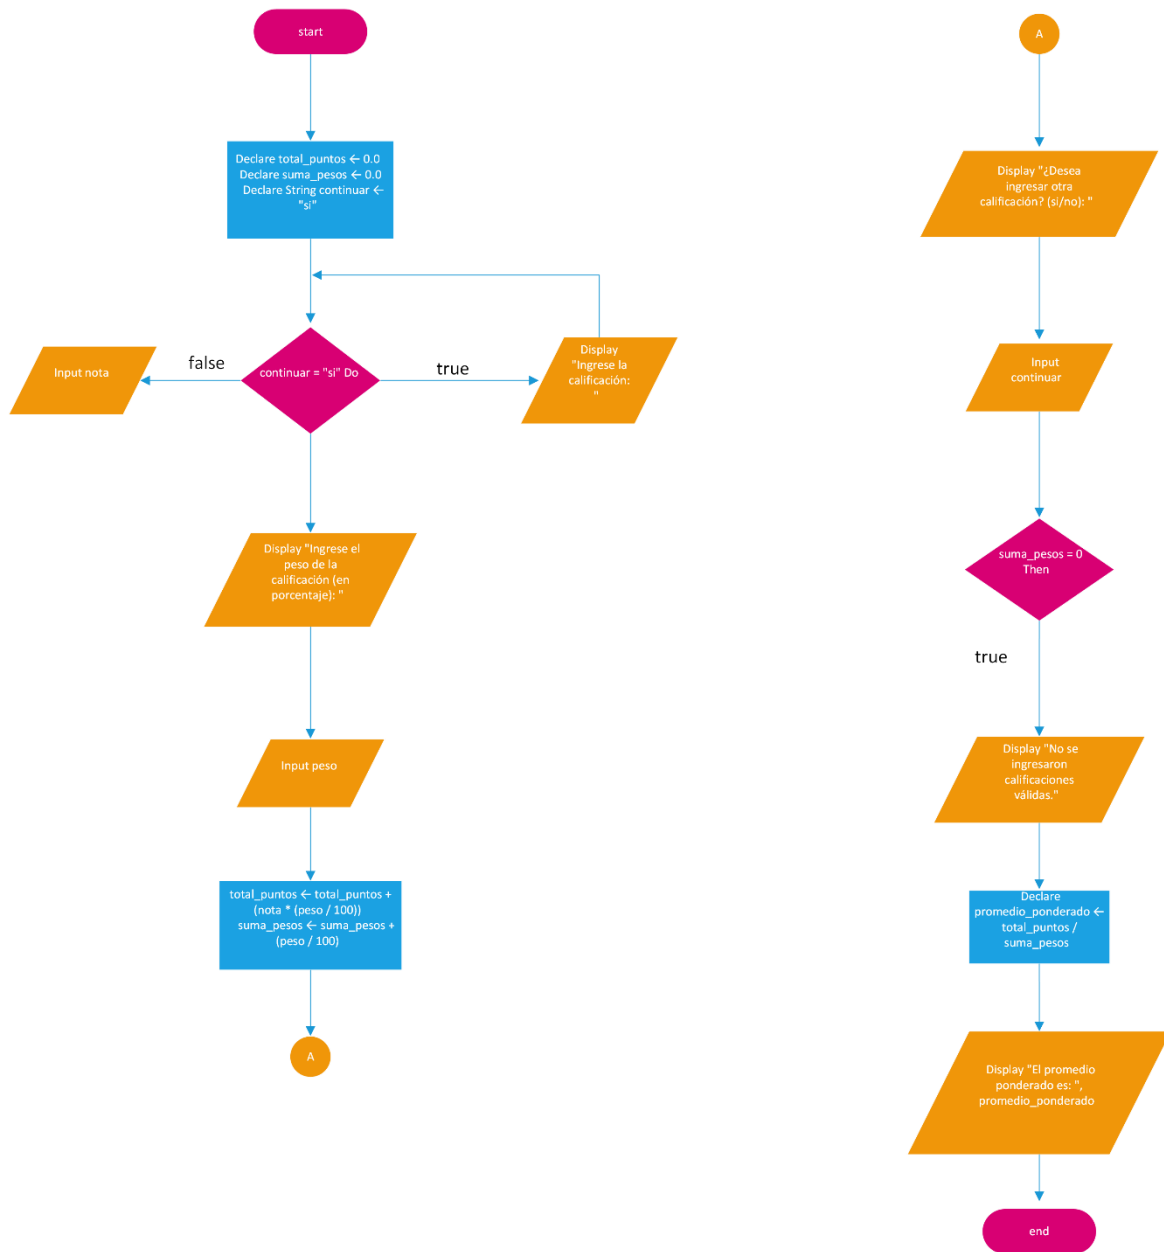 start
Declare total_puntos ← 0.0
Declare suma_pesos ← 0.0
Declare String continuar ←
"si"
continuar = "si" Do
false
Input nota
true
Display
"Ingrese la
calificación:
"
Display "Ingrese el
peso de la
calificación (en
porcentaje): "
Input peso
total_puntos ← total_puntos +
(nota * (peso / 100))
suma_pesos ← suma_pesos +
(peso / 100)
A
A
Display "¿Desea
ingresar otra
calificación? (si/no): "
Input
continuar
suma_pesos = 0
Then
true
Display "No se
ingresaron
calificaciones
válidas."
Declare
promedio_ponderado ←
total_puntos /
suma_pesos
Display "El promedio
ponderado es: ",
promedio_ponderado
end